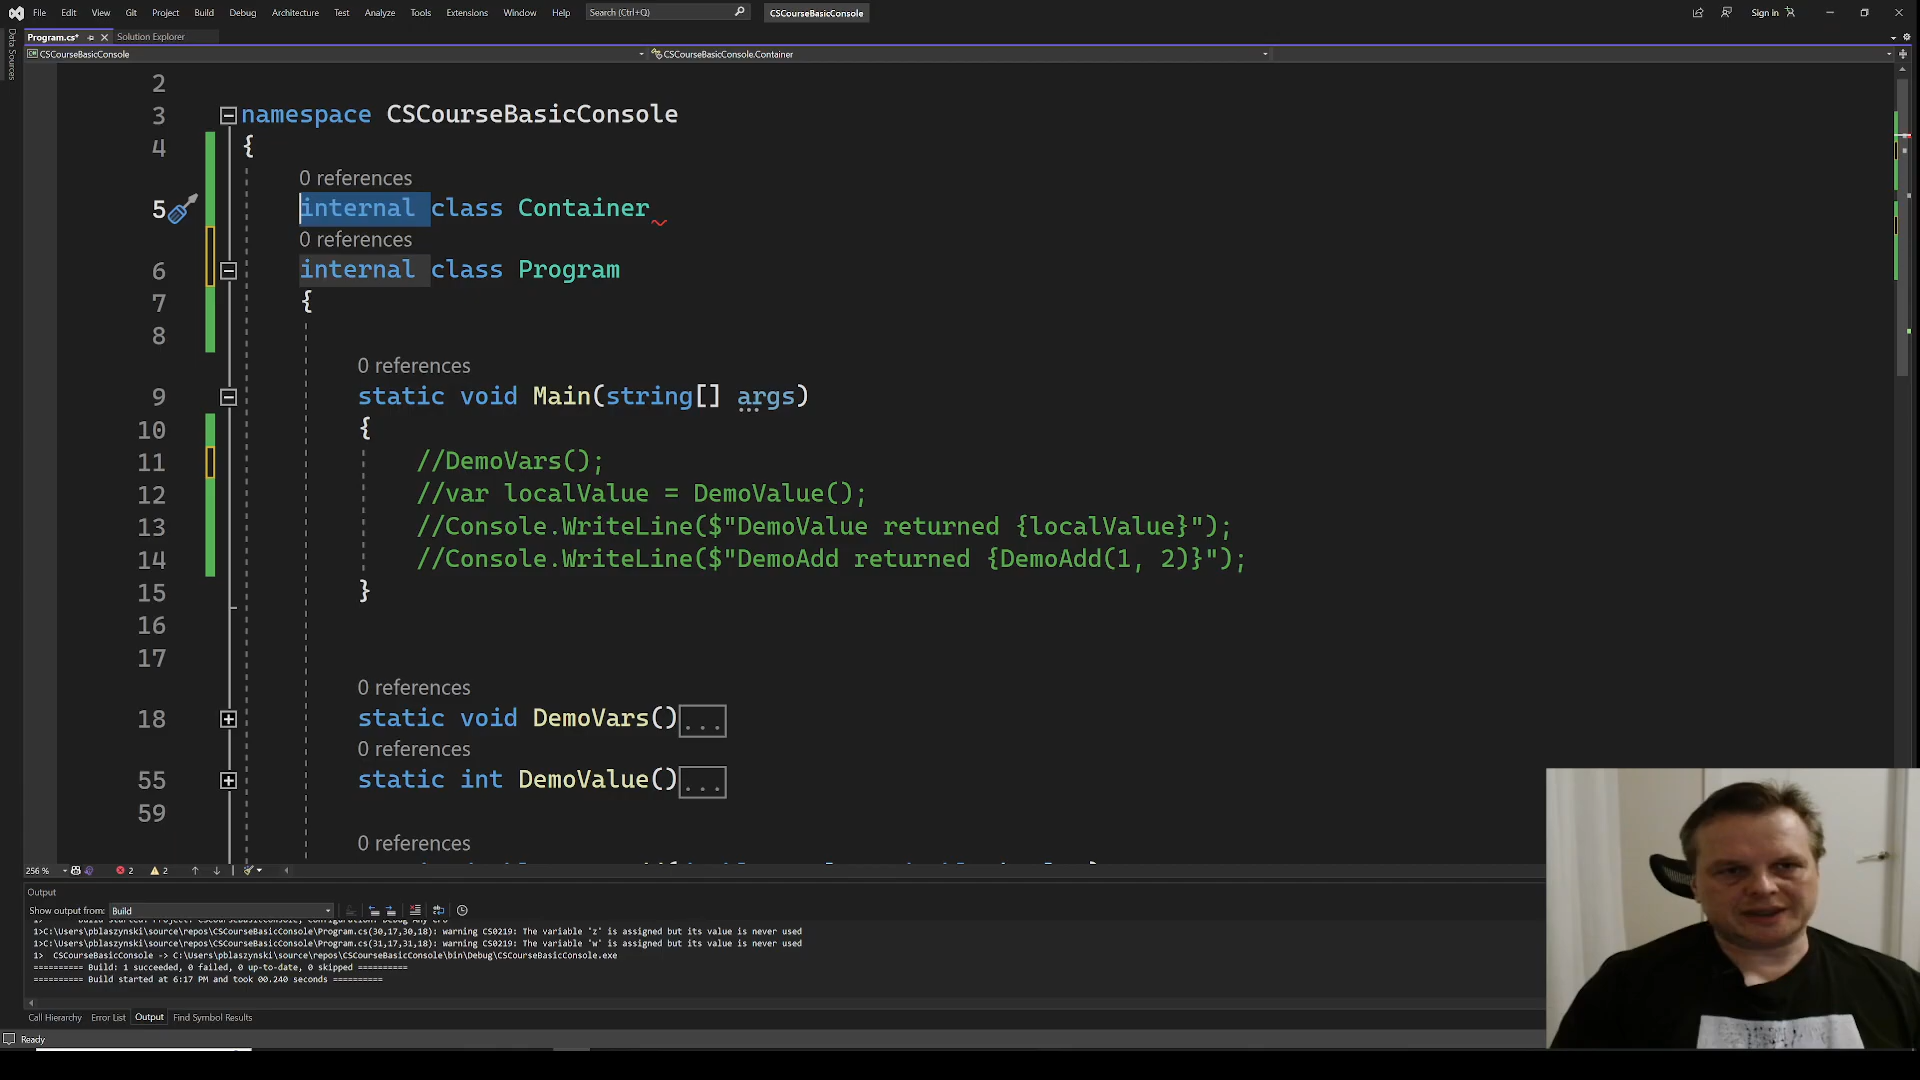 File Edit View Git Project Build Debug Architecture Test Analyze Tools Extensions Window Help Search (Ctrl+Q) CSCourseBasicConsole Sign in
Program.cs* Solution Explorer
Data Sources
CSCourseBasicConsole CSCourseBasicConsole.Container
2
3 namespace CSCourseBasicConsole
4 {
0 references
5 internal class Container
0 references
6 internal class Program
7 {
8
0 references
9 static void Main(string[] args)
10 {
11 //DemoVars();
12 //var localValue = DemoValue();
13 //Console.WriteLine($"DemoValue returned {localValue}");
14 //Console.WriteLine($"DemoAdd returned {DemoAdd(1, 2)}");
15 }
16
17
0 references
18 static void DemoVars()...
0 references
55 static int DemoValue()...
59
0 references
256 % 2 2
Output
Show output from: Build
1>C:\Users\pblaszynski\source\repos\CSCourseBasicConsole\Program.cs(30,17,30,18): warning CS0219: The variable 'z' is assigned but its value is never used
1>C:\Users\pblaszynski\source\repos\CSCourseBasicConsole\Program.cs(31,17,31,18): warning CS0219: The variable 'w' is assigned but its value is never used
1> CSCourseBasicConsole -> C:\Users\pblaszynski\source\repos\CSCourseBasicConsole\bin\Debug\CSCourseBasicConsole.exe
========== Build: 1 succeeded, 0 failed, 0 up-to-date, 0 skipped ==========
========== Build started at 6:17 PM and took 00.240 seconds ==========
Call Hierarchy Error List Output Find Symbol Results
Ready